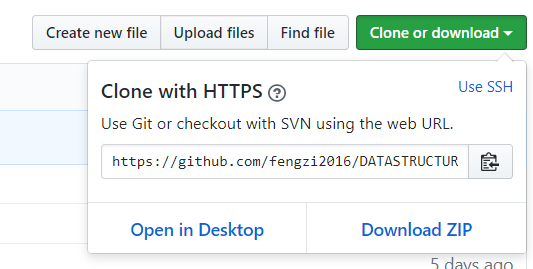 Create new file Upload files Find file Clone or download
Clone with HTTPS ? Use SSH
Use Git or checkout with SVN using the web URL.
https://github.com/fengzi2016/DATASTRUCTUR
Open in Desktop Download ZIP
5 days ago